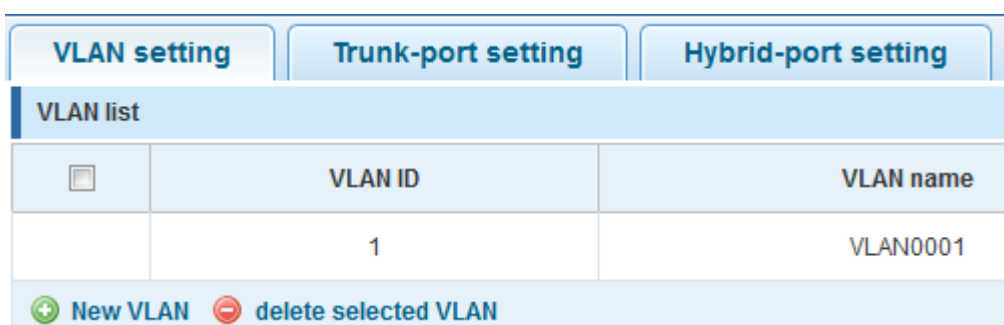 VLAN setting Trunk-port setting Hybrid-port setting
VLAN list
VLAN ID VLAN name
1 VLAN0001
New VLAN delete selected VLAN